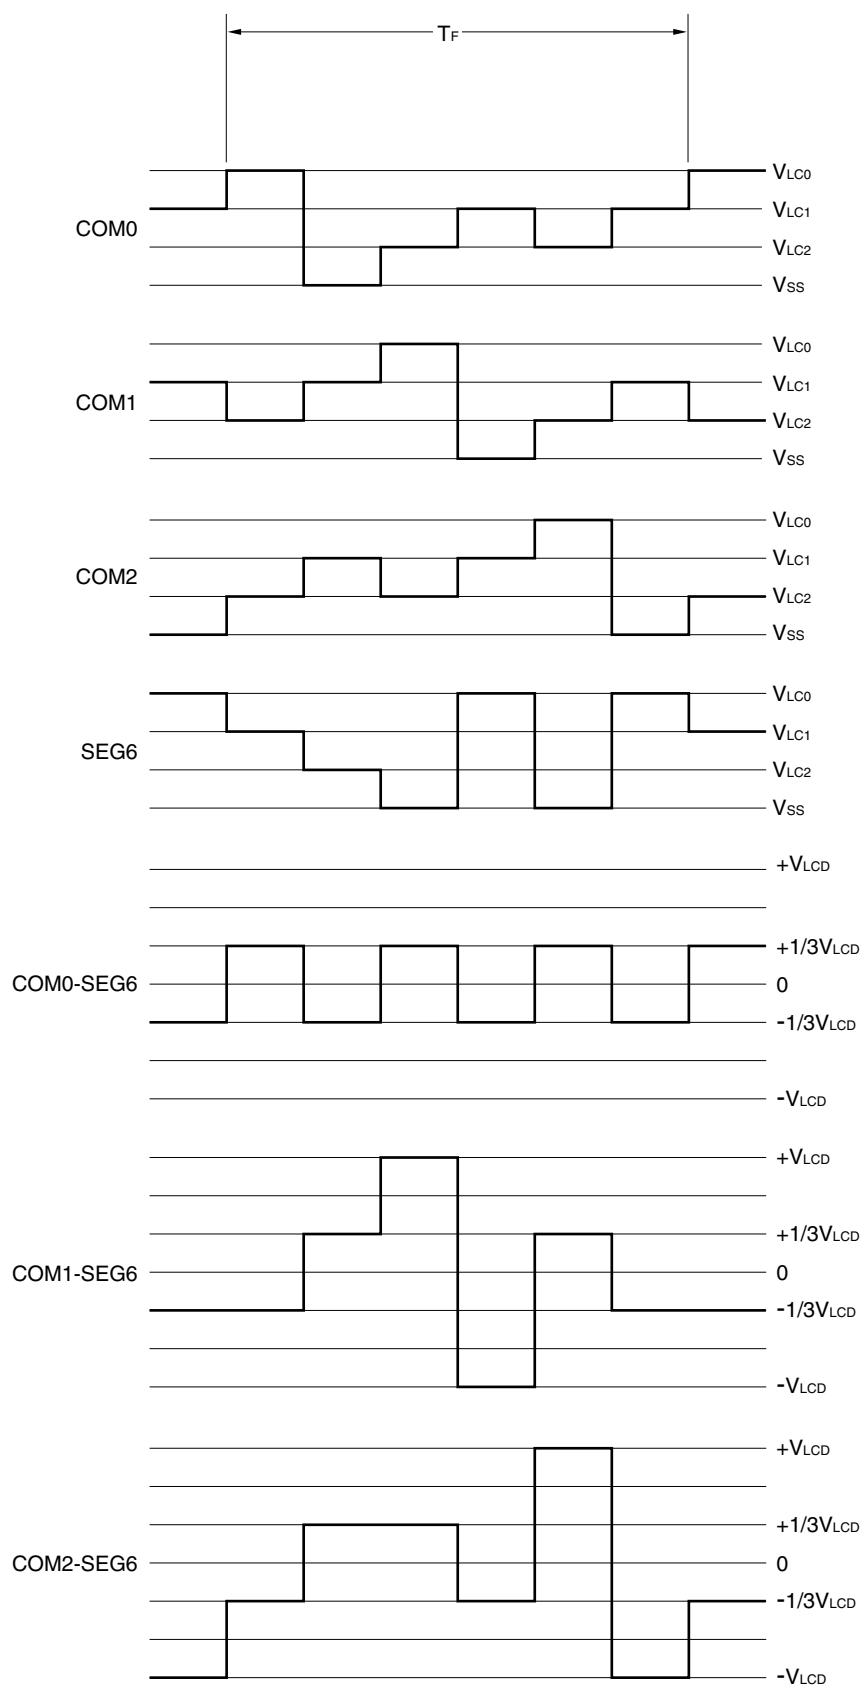 TF
VLC0
VLC1
COM0
VLC2
VSS
VLC0
VLC1
COM1
VLC2
VSS
VLC0
VLC1
COM2
VLC2
VSS
VLC0
VLC1
SEG6
VLC2
VSS
+VLCD
+1/3VLCD
COM0-SEG6
0
-1/3VLCD
-VLCD
+VLCD
+1/3VLCD
COM1-SEG6
0
-1/3VLCD
-VLCD
+VLCD
+1/3VLCD
COM2-SEG6
0
-1/3VLCD
-VLCD